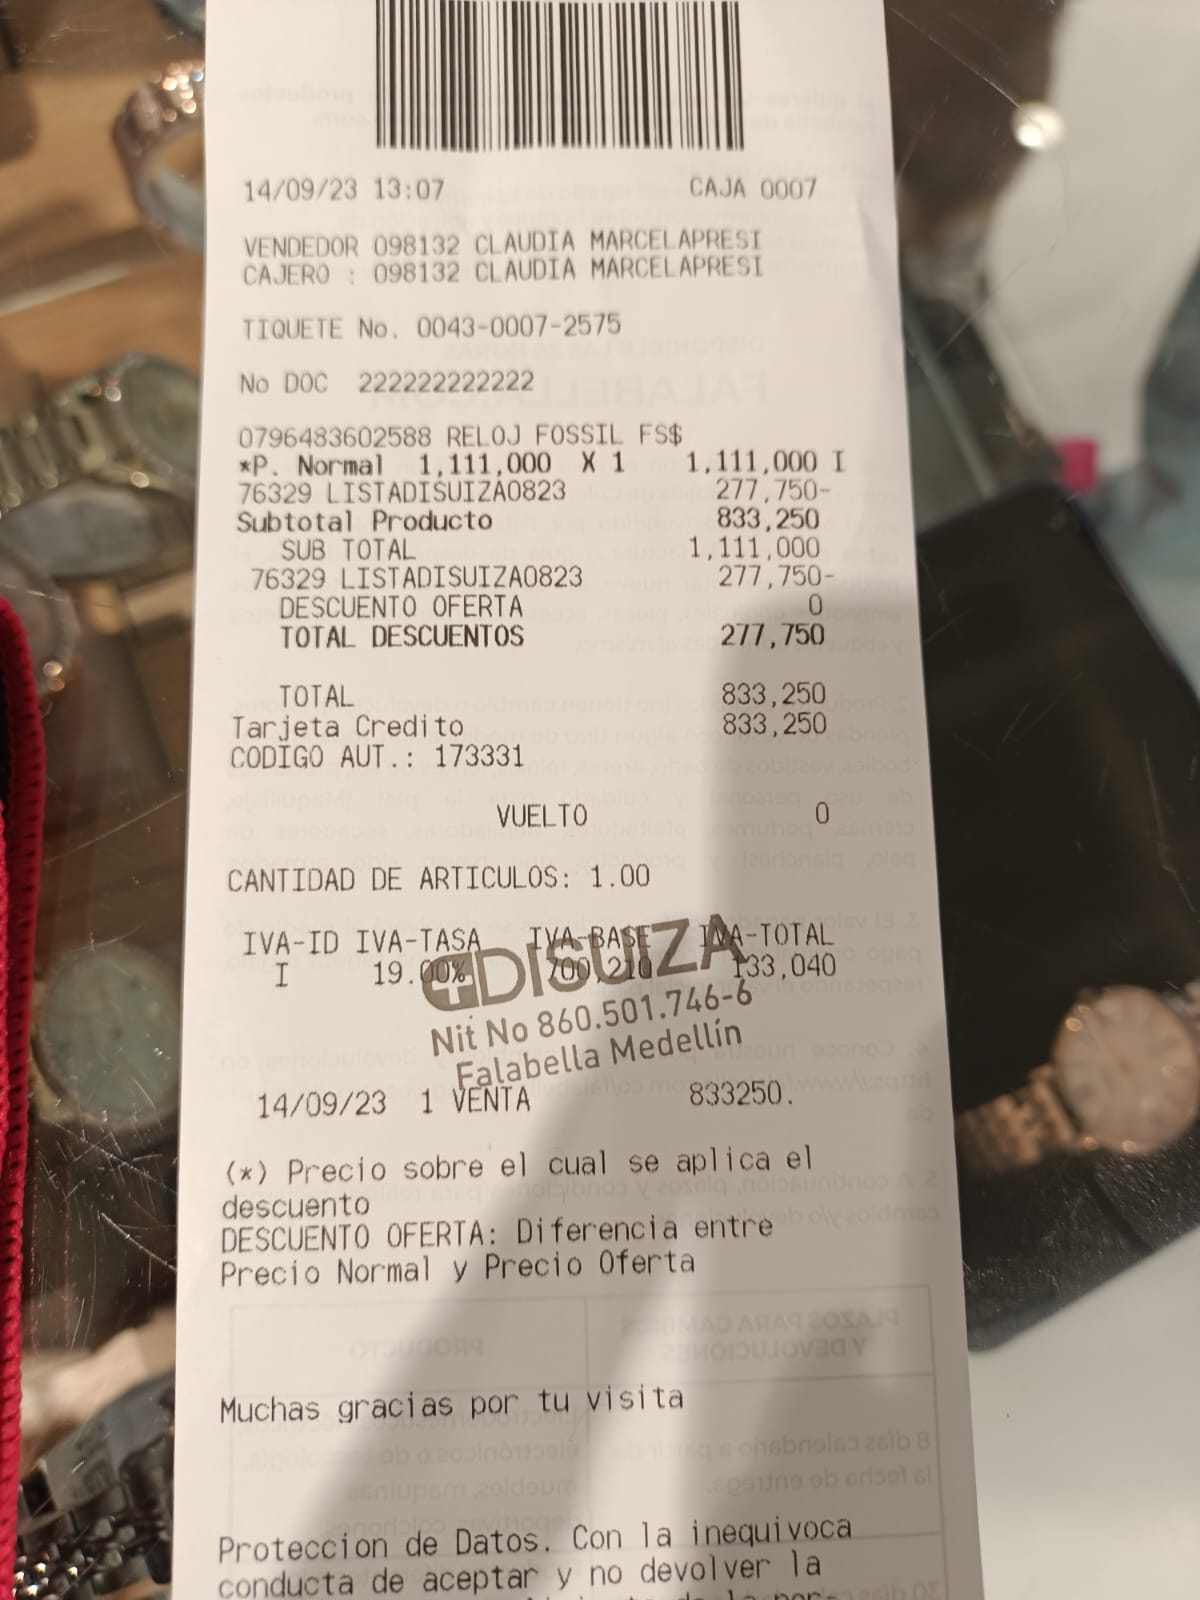 14/09/23 13:07 CAJA 0007
VENDEDOR 098132 CLAUDIA MARCELAPRESI
CAJERO : 098132 CLAUDIA MARCELAPRESI
TIQUETE No. 0043-0007-2575
No DOC 222222222222
0796483602588 RELOJ FOSSIL FS$
*P. Normal 1,111,000 X 1 1,111,000 I
76329 LISTADISUIZA0823 277,750-
Subtotal Producto 833,250
SUB TOTAL 1,111,000
76329 LISTADISUIZA0823 277,750-
DESCUENTO OFERTA 0
TOTAL DESCUENTOS 277,750
TOTAL 833,250
Tarjeta Credito 833,250
CODIGO AUT.: 173331
VUELTO 0
CANTIDAD DE ARTICULOS: 1.00
IVA-ID IVA-TASA IVA-BASE IVA-TOTAL
I 19.00% 700,210 133,040
DISUIZA
Nit No 860.501.746-6
Falabella Medellín
14/09/23 1 VENTA 833250.
(*) Precio sobre el cual se aplica el
descuento
DESCUENTO OFERTA: Diferencia entre
Precio Normal y Precio Oferta
Muchas gracias por tu visita
Proteccion de Datos. Con la inequivoca
conducta de aceptar y no devolver la